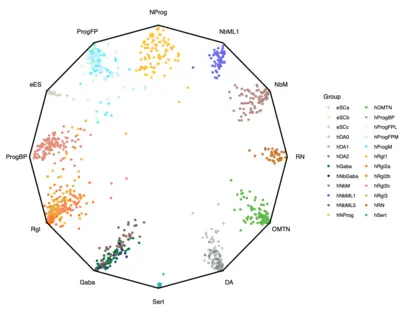 NProg
ProgFP
NbML1
eES
NbM
ProgBP
RN
Rgl
OMTN
Gaba
DA
Sert
Group
eSCa
hOMTN
eSCb
hProgBP
eSCc
hProgFPL
hDA0
hProgFPM
hDA1
hProgM
hDA2
hRgl1
hGaba
hRgl2a
hNbGaba
hRgl2b
hNbM
hRgl2c
hNbML1
hRgl3
hNbML5
hRN
hNProg
hSert